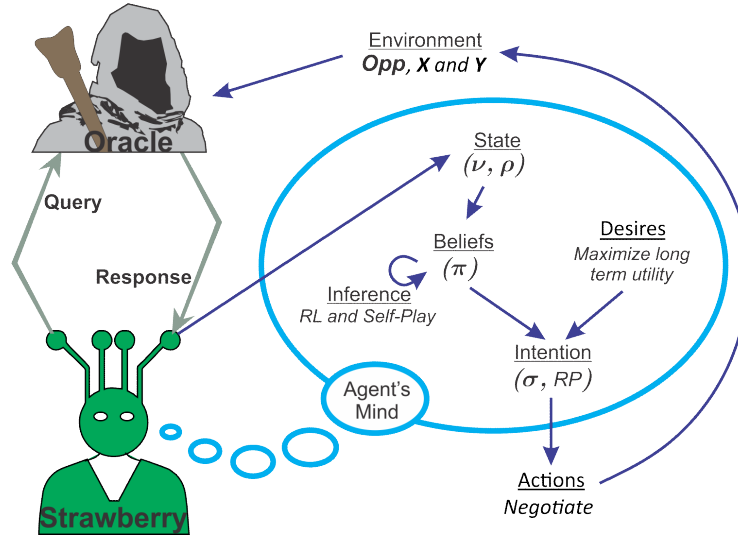 Environment
Opp, X and Y
Oracle
Query
Response
State
(ν, ρ)
Beliefs
(π)
Inference
RL and Self-Play
Desires
Maximize long
term utility
Intention
(σ, RP)
Agent's
Mind
Actions
Negotiate
Strawberry